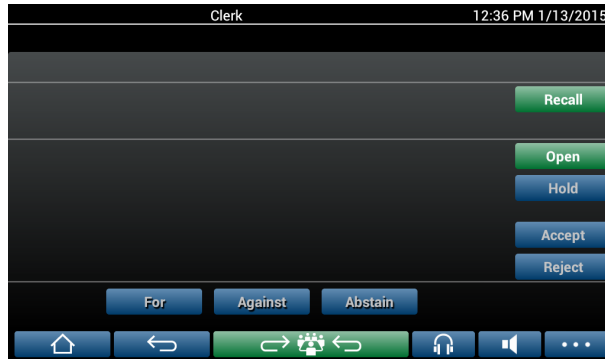 Clerk 12:36 PM 1/13/2015
Recall
Open
Hold
Accept
Reject
For Against Abstain